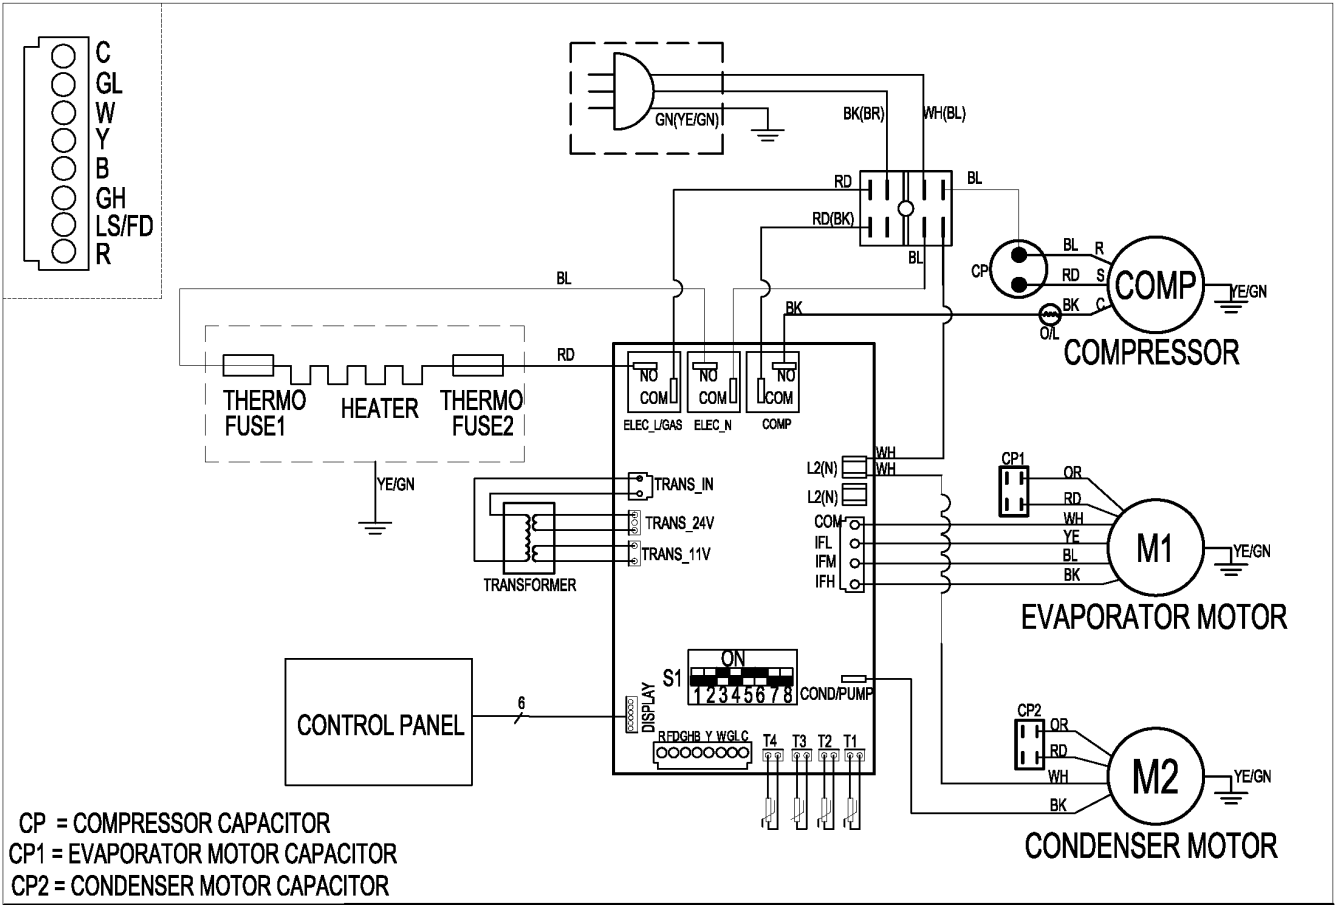 C
GL
W
Y
B
GH
LS/FD
R
GN(YE/GN)
BK(BR)
WH(BL)
RD
BL
RD(BK)
BL
CP
BL
R
RD
S
BK
C
O/L
COMP
YE/GN
COMPRESSOR
BL
BK
RD
THERMO
FUSE1
HEATER
THERMO
FUSE2
YE/GN
NO
COM
ELEC_L/GAS
NO
COM
ELEC_N
NO
COM
COMP
TRANS_IN
TRANS_24V
TRANS_11V
TRANSFORMER
L2(N)
L2(N)
WH
WH
COM
IFL
IFM
IFH
CP1
OR
RD
WH
YE
BL
BK
M1
YE/GN
EVAPORATOR MOTOR
CONTROL PANEL
6
DISPLAY
S1
ON
1 2 3 4 5 6 7 8
COND/PUMP
R FD GH B Y W GL C
T4
T3
T2
T1
CP2
OR
RD
WH
BK
M2
YE/GN
CONDENSER MOTOR
CP = COMPRESSOR CAPACITOR
CP1 = EVAPORATOR MOTOR CAPACITOR
CP2 = CONDENSER MOTOR CAPACITOR